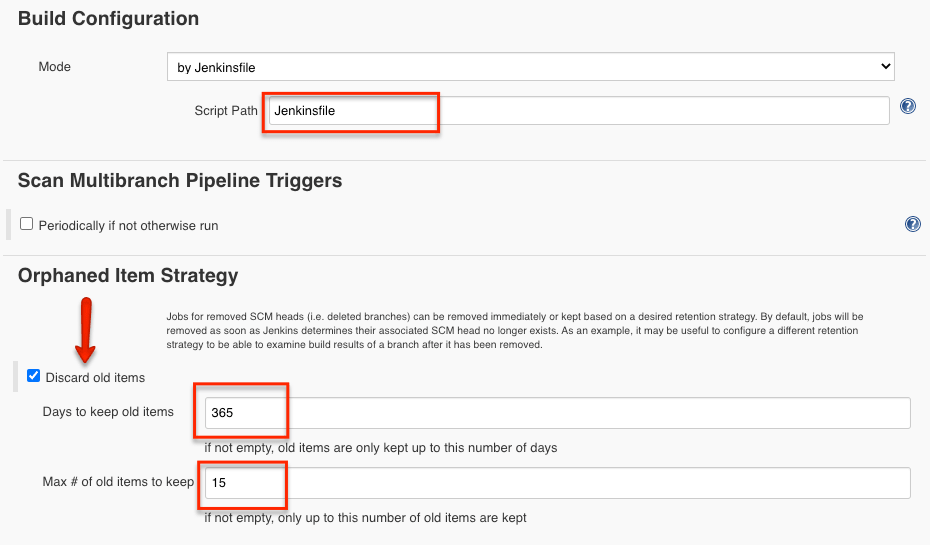 Build Configuration
Mode
by Jenkinsfile
Script Path
Jenkinsfile
?
Scan Multibranch Pipeline Triggers
Periodically if not otherwise run
?
Orphaned Item Strategy
Jobs for removed SCM heads (i.e. deleted branches) can be removed immediately or kept based on a desired retention strategy. By default, jobs will be
removed as soon as Jenkins determines their associated SCM head no longer exists. As an example, it may be useful to configure a different retention
strategy to be able to examine build results of a branch after it has been removed.
Discard old items
Days to keep old items
365
if not empty, old items are only kept up to this number of days
Max # of old items to keep
15
if not empty, only up to this number of old items are kept